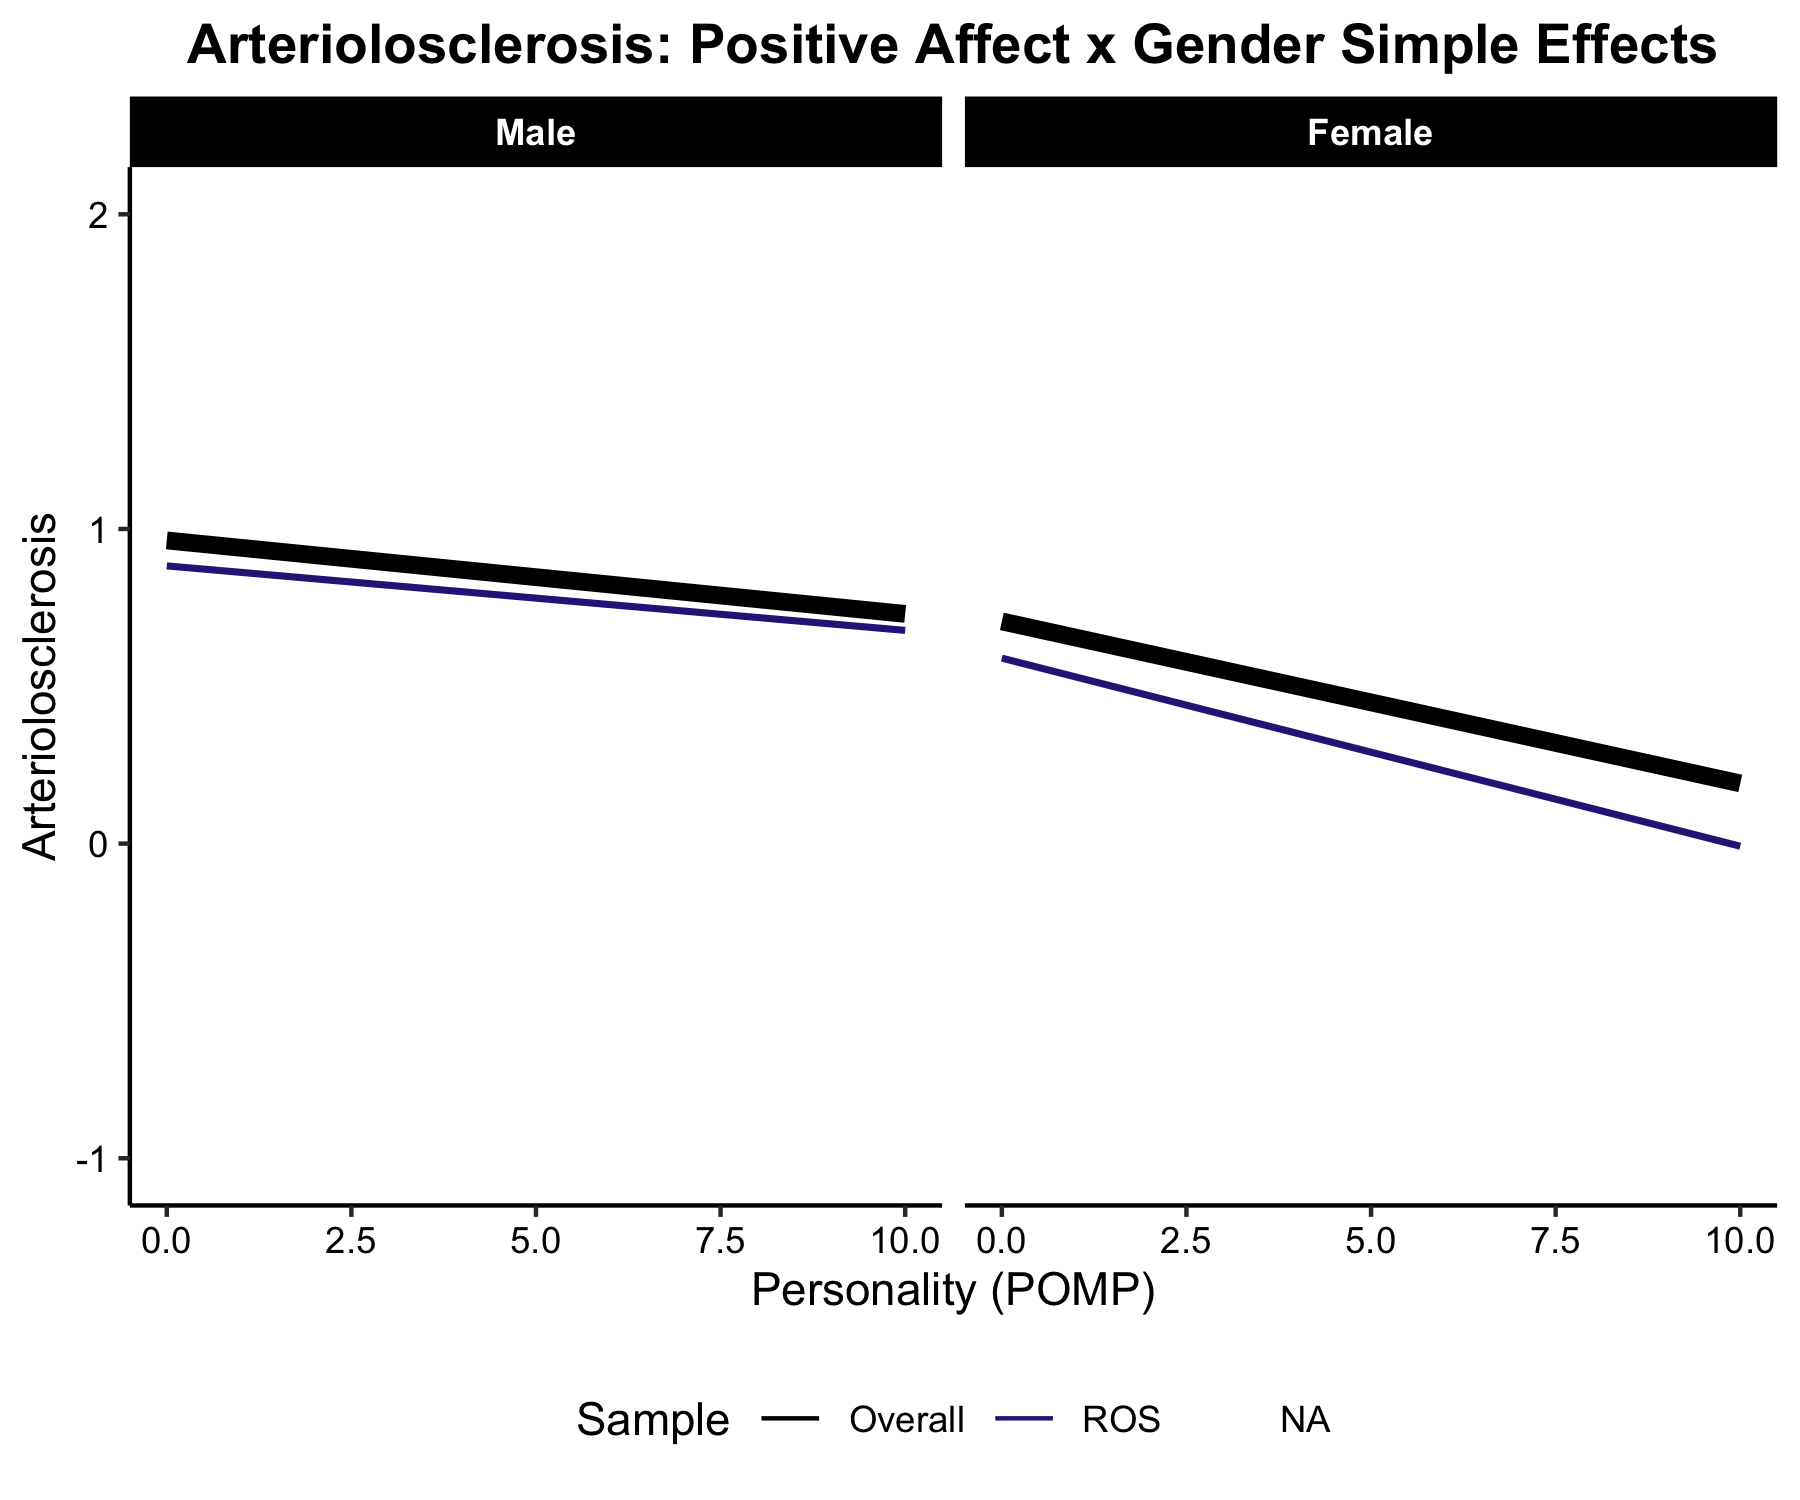 Arteriolosclerosis: Positive Affect x Gender Simple Effects
Male
Female
Arteriolosclerosis
2
1
0
-1
0.0 2.5 5.0 7.5 10.0
0.0 2.5 5.0 7.5 10.0
Personality (POMP)
Sample Overall ROS NA